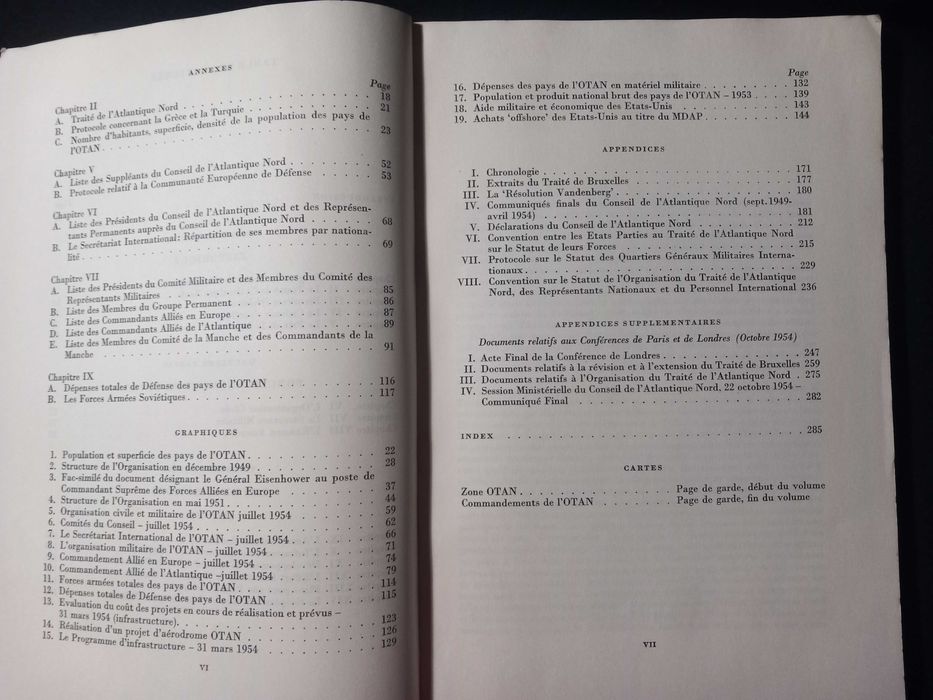 ANNEXES
Page
Chapitre II
A. Traité de l'Atlantique Nord . . . 18
B. Protocole concernant la Grèce et la Turquie . . . 21
C. Nombre d'habitants, superficie, densité de la population des pays de
l'OTAN . . . 23
Chapitre V
A. Liste des Suppléants du Conseil de l'Atlantique Nord . . . 52
B. Protocole relatif à la Communauté Européenne de Défense . . . 53
Chapitre VI
A. Liste des Présidents du Conseil de l'Atlantique Nord et des Représen-
tants Permanents auprès du Conseil de l'Atlantique Nord . . . 68
B. Le Secrétariat International: Répartition de ses membres par nationa-
lité . . . 69
Chapitre VII
A. Liste des Présidents du Comité Militaire et des Membres du Comité des
Représentants Militaires . . . 85
B. Liste des Membres du Groupe Permanent . . . 86
C. Liste des Commandants Alliés en Europe . . . 87
D. Liste des Commandants Alliés de l'Atlantique . . . 89
E. Liste des Membres du Comité de la Manche et des Commandants de la
Manche . . . 91
Chapitre IX
A. Dépenses totales de Défense des pays de l'OTAN . . . 116
B. Les Forces Armées Soviétiques . . . 117
GRAPHIQUES
1. Population et superficie des pays de l'OTAN . . . 22
2. Structure de l'Organisation en décembre 1949 . . . 28
3. Fac-similé du document désignant le Général Eisenhower au poste de
Commandant Suprême des Forces Alliées en Europe . . . 37
4. Structure de l'Organisation en mai 1951 . . . 44
5. Organisation civile et militaire de l'OTAN juillet 1954 . . . 59
6. Comités du Conseil – juillet 1954 . . . 62
7. Le Secrétariat International de l'OTAN – juillet 1954 . . . 66
8. L'organisation militaire de l'OTAN – juillet 1954 . . . 71
9. Commandement Allié en Europe – juillet 1954 . . . 74
10. Commandement Allié de l'Atlantique –juillet 1954 . . . 79
11. Forces armées totales des pays de l'OTAN . . . 114
12. Dépenses totales de Défense des pays de l'OTAN . . . 115
13. Evaluation du coût des projets en cours de réalisation et prévus –
31 mars 1954 (infrastructure) . . . 123
14. Réalisation d'un projet d'aérodrome OTAN . . . 126
15. Le Programme d'infrastructure – 31 mars 1954 . . . 129
VI
Page
16. Dépenses des pays de l'OTAN en matériel militaire . . . 132
17. Population et produit national brut des pays de l'OTAN – 1953 . . . 139
18. Aide militaire et économique des Etats-Unis . . . 143
19. Achats 'offshore' des Etats-Unis au titre du MDAP . . . 144
APPENDICES
I. Chronologie . . . 171
II. Extraits du Traité de Bruxelles . . . 177
III. La 'Résolution Vandenberg' . . . 180
IV. Communiqués finals du Conseil de l'Atlantique Nord (sept.1949-
avril 1954) . . . 181
V. Déclarations du Conseil de l'Atlantique Nord . . . 212
VI. Convention entre les Etats Parties au Traité de l'Atlantique Nord
sur le Statut de leurs Forces . . . 215
VII. Protocole sur le Statut des Quartiers Généraux Militaires Interna-
tionaux . . . 229
VIII. Convention sur le Statut de l'Organisation du Traité de l'Atlantique
Nord, des Représentants Nationaux et du Personnel International 236
APPENDICES SUPPLEMENTAIRES
Documents relatifs aux Conférences de Paris et de Londres (Octobre 1954)
I. Acte Final de la Conférence de Londres . . . 247
II. Documents relatifs à la révision et à l'extension du Traité de Bruxelles 259
III. Documents relatifs à l'Organisation du Traité de l'Atlantique Nord . 275
IV. Session Ministérielle du Conseil de l'Atlantique Nord, 22 octobre 1954 –
Communiqué Final . . . 282
INDEX . . . 285
CARTES
Zone OTAN . . . Page de garde, début du volume
Commandements de l'OTAN . . . Page de garde, fin du volume
VII